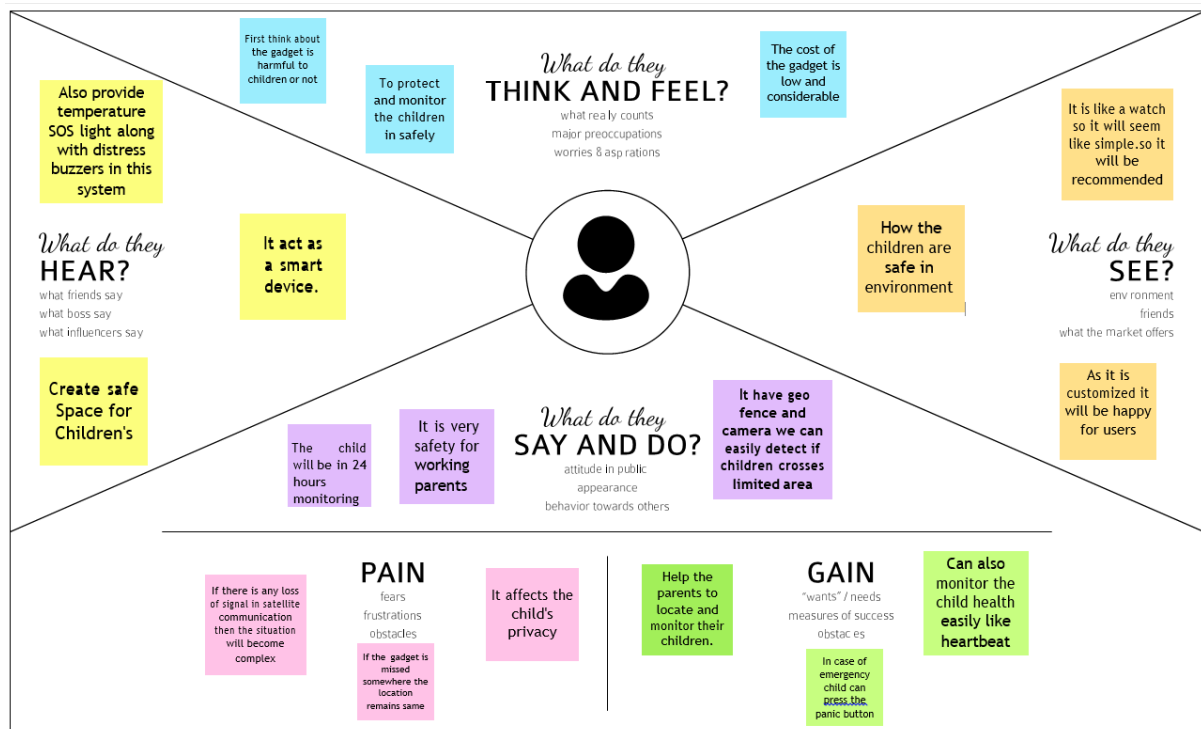 First think about
the gadget is
harmful to
children or not
To protect
and monitor
the children
in safely
What do they
THINK AND FEEL?
what really counts
major preoccupations
worries & asp rations
The cost of
the gadget is
low and
considerable
Also provide
temperature
SOS light along
with distress
buzzers in this
system
What do they
HEAR?
what friends say
what boss say
what influencers say
It act as
a smart
device.
Create safe
Space for
Children's
It is like a watch
so it will seem
like simple.so it
will be
recommended
How the
children are
safe in
environment
What do they
SEE?
env ronment
friends
what the market offers
As it is
customized it
will be happy
for users
The child
will be in 24
hours
monitoring
It is very
safety for
working
parents
What do they
SAY AND DO?
attitude in public
appearance
behavior towards others
It have geo
fence and
camera we can
easily detect if
children crosses
limited area
If there is any loss
of signal in satellite
communication
then the situation
will become
complex
PAIN
fears
frustrations
obstacles
If the gadget is
missed
somewhere the
location
remains same
It affects the
child's
privacy
Help the
parents to
locate and
monitor their
children.
GAIN
"wants" / needs
measures of success
obstac es
In case of
emergency
child can
press the
panic button
Can also
monitor the
child health
easily like
heartbeat